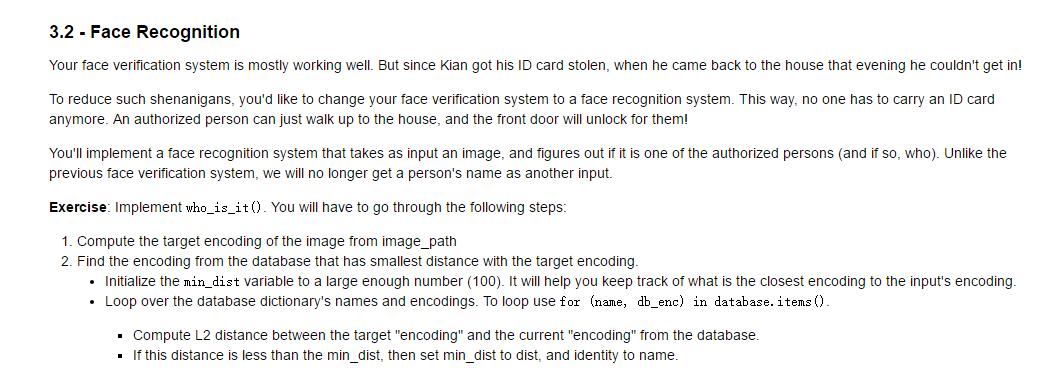 3.2 - Face Recognition
Your face verification system is mostly working well. But since Kian got his ID card stolen, when he came back to the house that evening he couldn't get in!
To reduce such shenanigans, you'd like to change your face verification system to a face recognition system. This way, no one has to carry an ID card
anymore. An authorized person can just walk up to the house, and the front door will unlock for them!
You'll implement a face recognition system that takes as input an image, and figures out if it is one of the authorized persons (and if so, who). Unlike the
previous face verification system, we will no longer get a person's name as another input.
Exercise: Implement who_is_it(). You will have to go through the following steps:
1. Compute the target encoding of the image from image_path
2. Find the encoding from the database that has smallest distance with the target encoding.
• Initialize the min_dist variable to a large enough number (100). It will help you keep track of what is the closest encoding to the input's encoding.
• Loop over the database dictionary's names and encodings. To loop use for (name, db_enc) in database.items().
▪ Compute L2 distance between the target "encoding" and the current "encoding" from the database.
▪ If this distance is less than the min_dist, then set min_dist to dist, and identity to name.